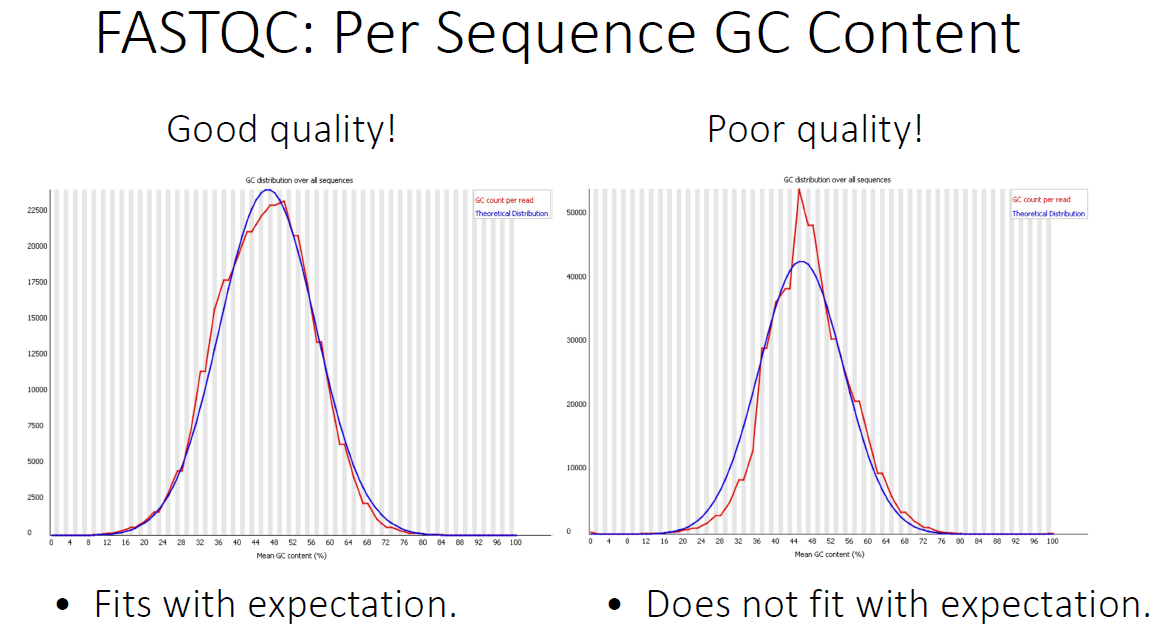 FASTQC: Per Sequence GC Content
Good quality!
GC distribution over all sequences
GC count per read
Theoretical Distribution
22500
20000
17500
15000
12500
10000
7500
5000
2500
0
0 4 8 12 16 20 24 28 32 36 40 44 48 52 56 60 64 68 72 76 80 84 88 92 96 100
Mean GC content (%)
• Fits with expectation.
Poor quality!
GC distribution over all sequences
GC count per read
Theoretical Distribution
50000
40000
30000
20000
10000
0
0 4 8 12 16 20 24 28 32 36 40 44 48 52 56 60 64 68 72 76 80 84 88 92 96 100
Mean GC content (%)
• Does not fit with expectation.